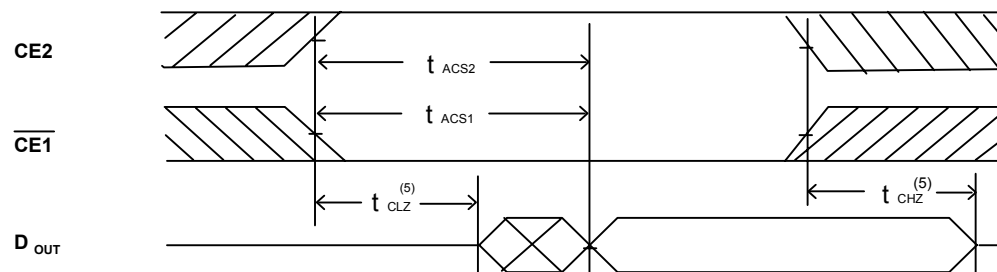 CE2
t ACS2
t ACS1
CE1
t CLZ (5)
t CHZ (5)
D OUT